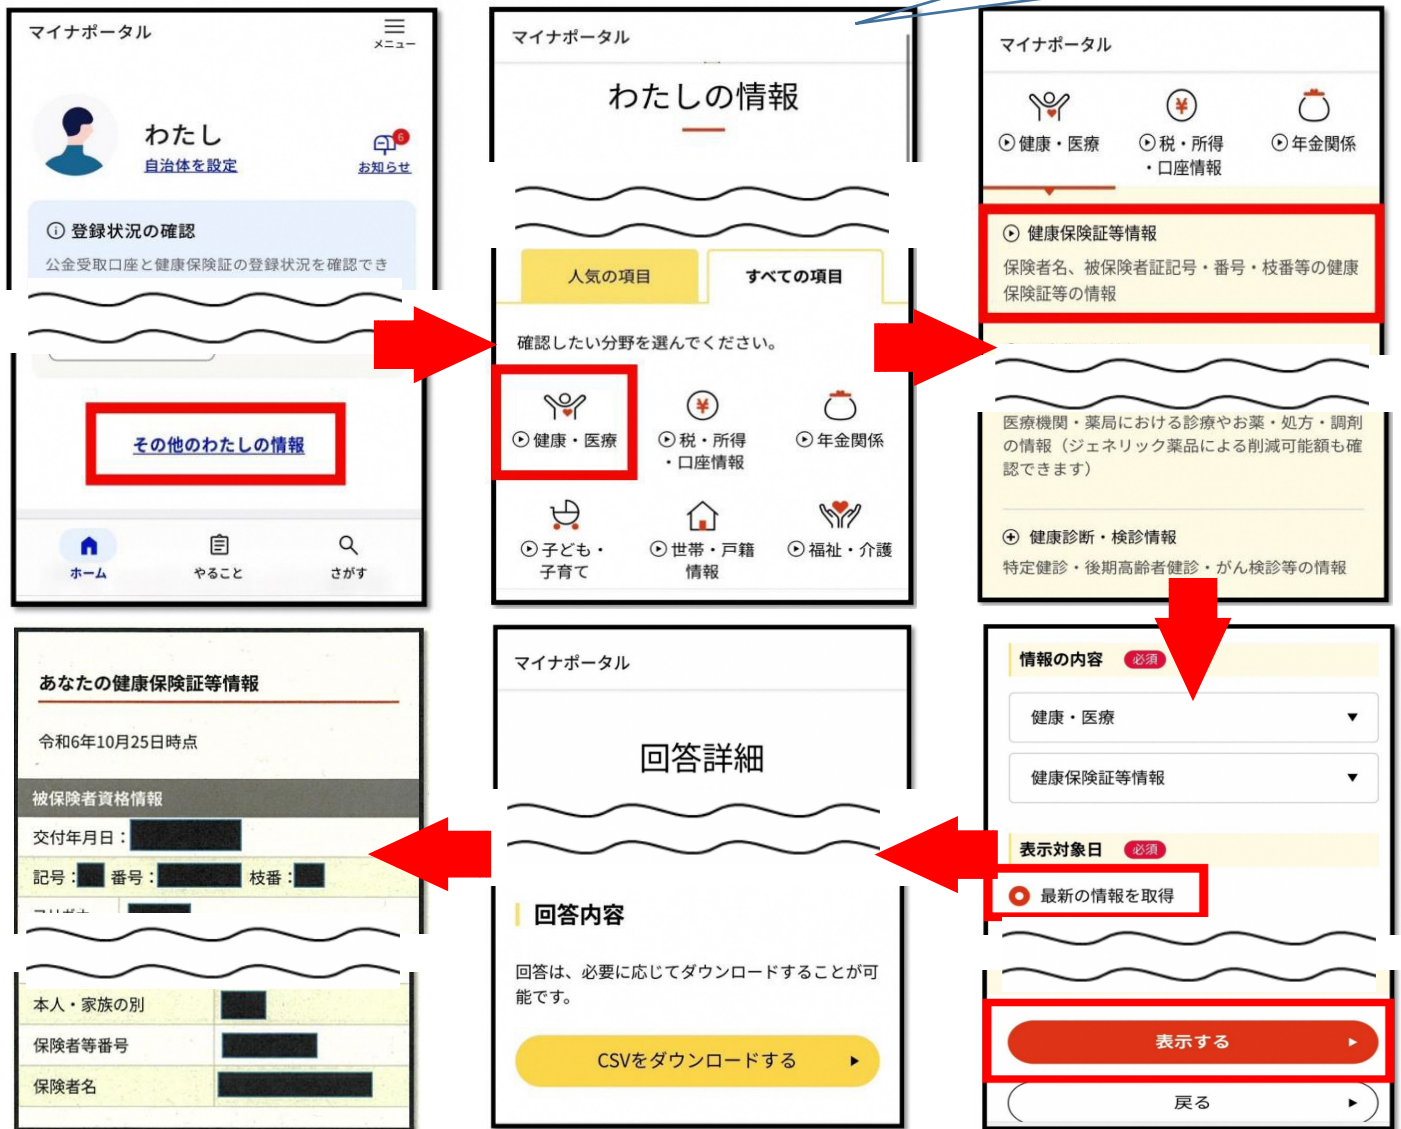 マイナポータル
メニュー
わたし
自治体を設定
6
お知らせ
登録状況の確認
公金受取口座と健康保険証の登録状況を確認でき
その他のわたしの情報
ホーム
やること
さがす
マイナポータル
わたしの情報
人気の項目
すべての項目
確認したい分野を選んでください。
健康・医療
税・所得
・口座情報
年金関係
子ども・
子育て
世帯・戸籍
情報
福祉・介護
マイナポータル
健康・医療
税・所得
・口座情報
年金関係
健康保険証等情報
保険者名、被保険者証記号・番号・枝番等の健康
保険証等の情報
医療機関・薬局における診療やお薬・処方・調剤
の情報（ジェネリック薬品による削減可能額も確
認できます）
健康診断・検診情報
特定健診・後期高齢者健診・がん検診等の情報
情報の内容 必須
健康・医療
健康保険証等情報
表示対象日 必須
最新の情報を取得
表示する
戻る
マイナポータル
回答詳細
回答内容
回答は、必要に応じてダウンロードすることが可
能です。
CSVをダウンロードする
あなたの健康保険証等情報
令和6年10月25日時点
被保険者資格情報
交付年月日：
記号： 番号： 枝番：
本人・家族の別
保険者等番号
保険者名